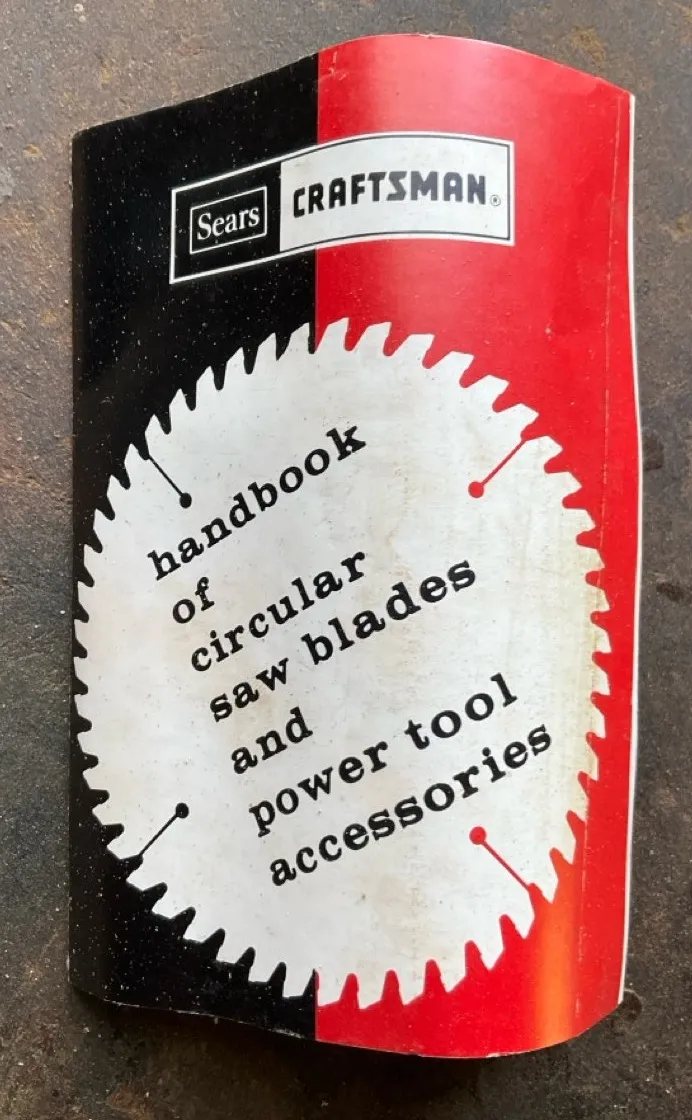 Sears CRAFTSMAN®
handbook
of
circular
saw blades
and
power tool
accessories